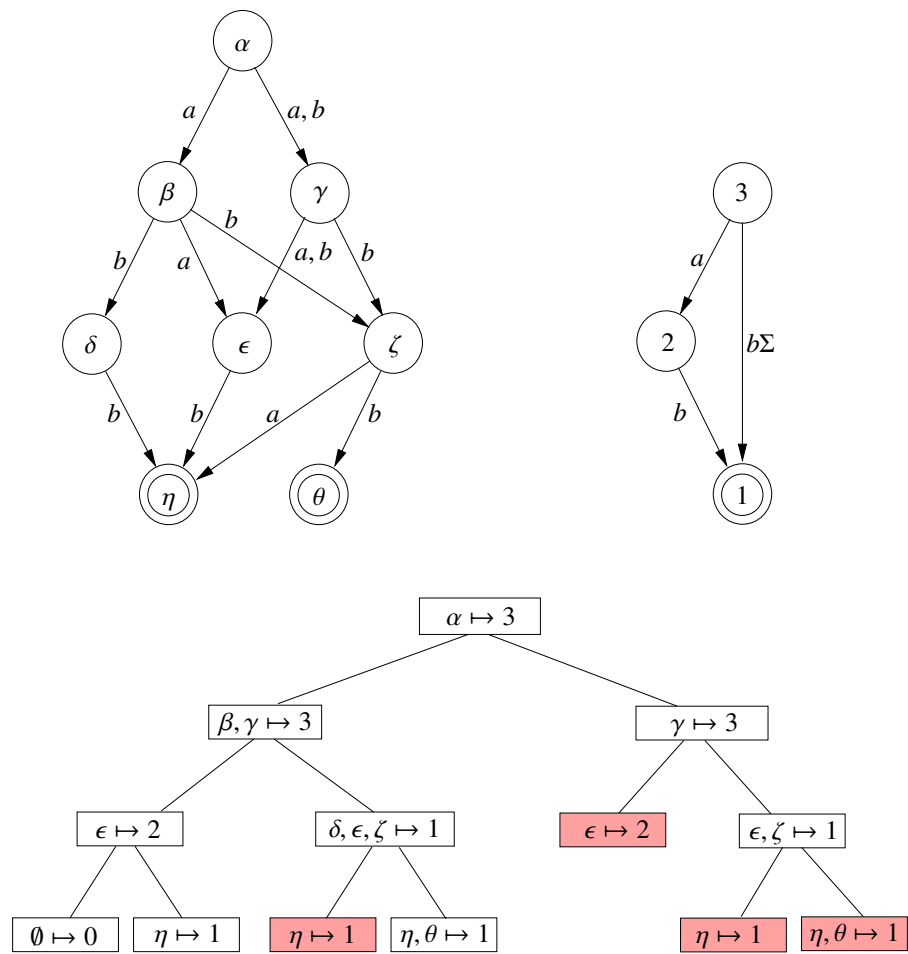 α
a
a, b
β
γ
3
b
b
a
a, b
b
a
δ
ϵ
ζ
2
bΣ
b
b
a
b
b
η
θ
1
α ↦ 3
β, γ ↦ 3
γ ↦ 3
ϵ ↦ 2
δ, ϵ, ζ ↦ 1
ϵ ↦ 2
ϵ, ζ ↦ 1
∅ ↦ 0
η ↦ 1
η ↦ 1
η, θ ↦ 1
η ↦ 1
η, θ ↦ 1